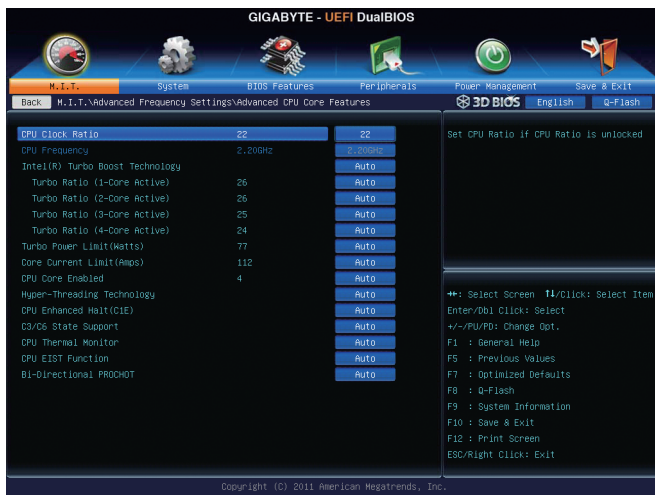 GIGABYTE - UEFI DualBIOS
M.I.T. System BIOS Features Peripherals Power Management Save & Exit
Back M.I.T.\Advanced Frequency Settings\Advanced CPU Core Features 3D BIOS English Q-Flash
CPU Clock Ratio 22 22
CPU Frequency 2.20GHz 2.20GHz
Intel(R) Turbo Boost Technology Auto
Turbo Ratio (1-Core Active) 26 Auto
Turbo Ratio (2-Core Active) 26 Auto
Turbo Ratio (3-Core Active) 25 Auto
Turbo Ratio (4-Core Active) 24 Auto
Turbo Power Limit(Watts) 77 Auto
Core Current Limit(Amps) 112 Auto
CPU Core Enabled 4 Auto
Hyper-Threading Technology Auto
CPU Enhanced Halt(C1E) Auto
C3/C6 State Support Auto
CPU Thermal Monitor Auto
CPU EIST Function Auto
Bi-Directional PROCHOT Auto
Set CPU Ratio if CPU Ratio is unlocked
→←: Select Screen ↑↓/Click: Select Item
Enter/Dbl Click: Select
+/-/PU/PD: Change Opt.
F1 : General Help
F5 : Previous Values
F7 : Optimized Defaults
F8 : Q-Flash
F9 : System Information
F10 : Save & Exit
F12 : Print Screen
ESC/Right Click: Exit
Copyright (C) 2011 American Megatrends, Inc.